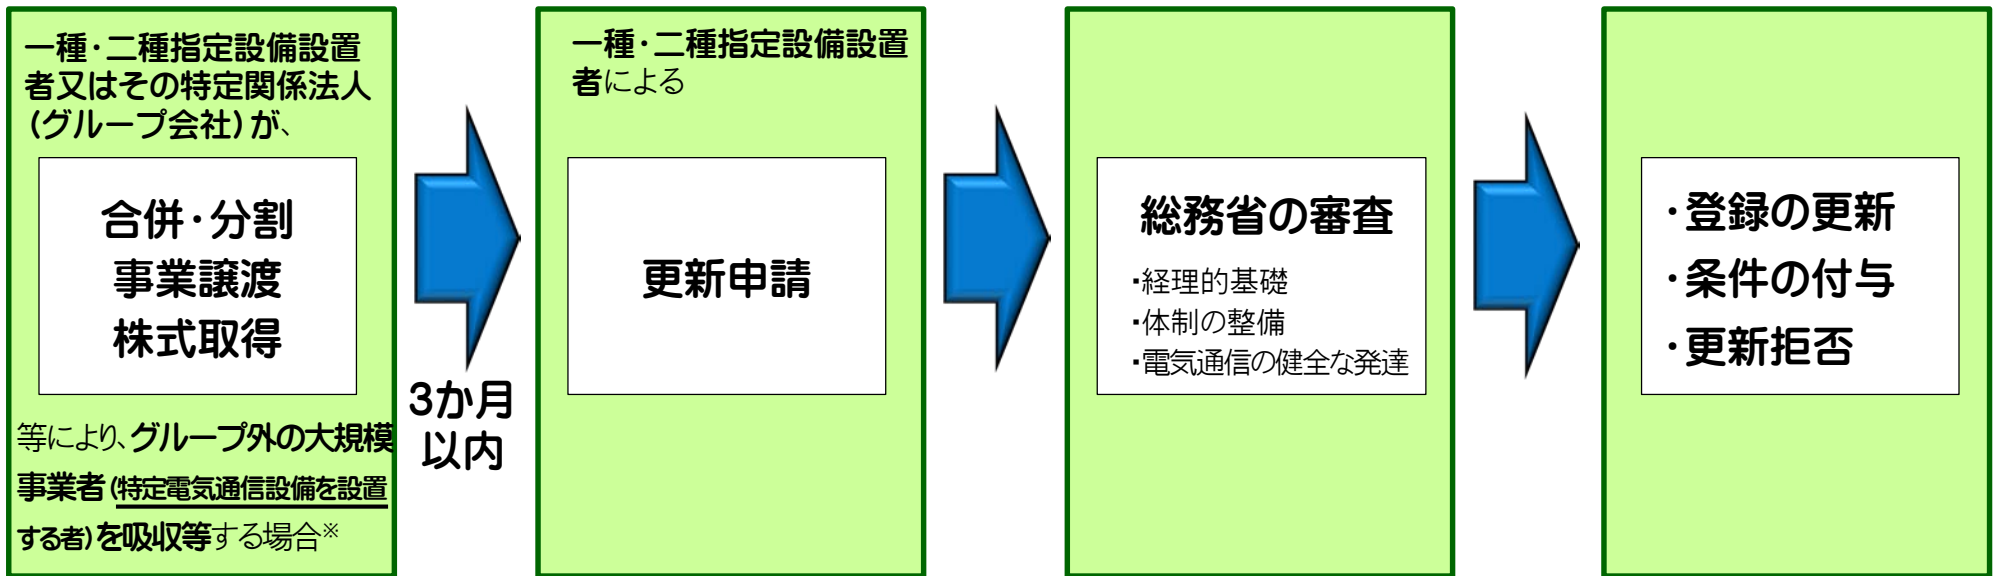 一種・二種指定設備設置
者又はその特定関係法人
(グループ会社)が、
合併・分割
事業譲渡
株式取得
等により、グループ外の大規模
事業者(特定電気通信設備を設置
する者)を吸収等する場合※
3か月
以内
一種・二種指定設備設置
者による
更新申請
総務省の審査
・経理的基礎
・体制の整備
・電気通信の健全な発達
・登録の更新
・条件の付与
・更新拒否